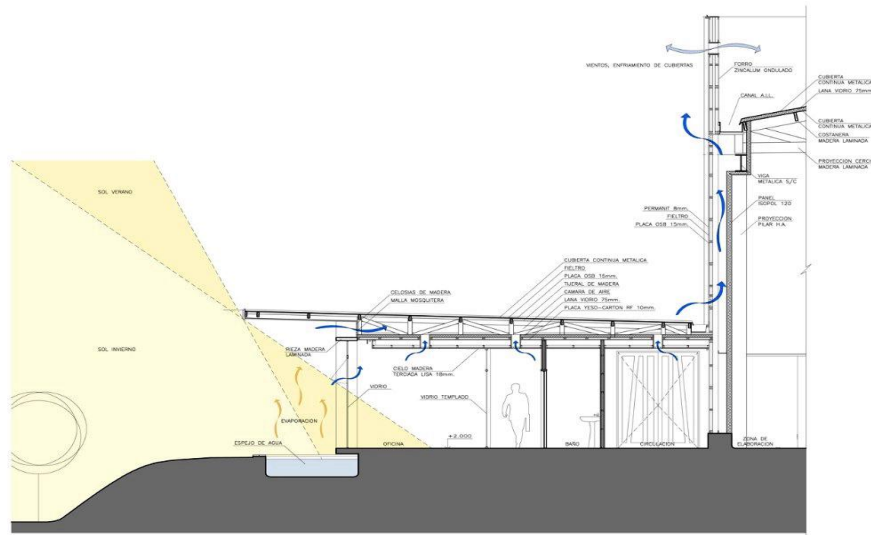 VIENTOS, ENFRIAMIENTO DE CUBIERTAS
FORRO
ZINCALUM ONDULADO
CANAL A.LL.
CUBIERTA
CONTINUA METALICA
LANA VIDRIO 75mm.
CUBIERTA
CONTINUA METALICA
COSTANERA
MADERA LAMINADA
PROYECCION CERCHA
MADERA LAMINADA
VIGA
METALICA S/C
PANEL
ISOPOL 120
PROYECCION
PILAR H.A.
PERMANIT 8mm.
FIELTRO
PLACA OSB 15mm.
SOL VERANO
CUBIERTA CONTINUA METALICA
FIELTRO
PLACA OSB 16mm.
TIJERAL DE MADERA
CAMARA DE AIRE
LANA VIDRIO 75mm.
PLACA YESO-CARTON RF 10mm.
CELOSIAS DE MADERA
MALLA MOSQUITERA
SOL INVIERNO
PIEZA MADERA
LAMINADA
CIELO MADERA
TERCIADA LISA 18mm.
VIDRIO
VIDRIO TEMPLADO
EVAPORACION
ESPEJO DE AGUA
+2.000
OFICINA
BAÑO
CIRCULACION
ZONA DE
ELABORACION